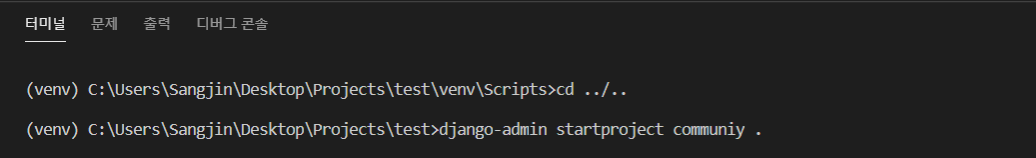 터미널 문제 출력 디버그 콘솔
(venv) C:\Users\Sangjin\Desktop\Projects\test\venv\Scripts>cd ../..
(venv) C:\Users\Sangjin\Desktop\Projects\test>django-admin startproject communiy .